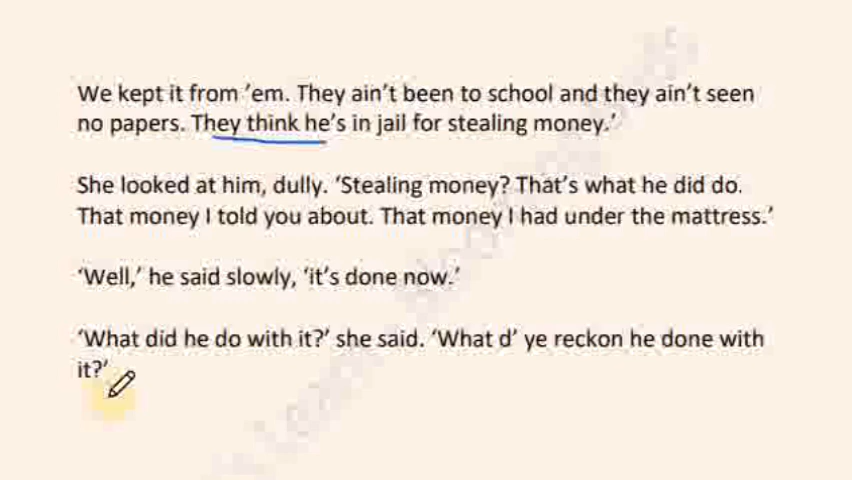 We kept it from ’em. They ain’t been to school and they ain’t seen
no papers. They think he’s in jail for stealing money.’
She looked at him, dully. ‘Stealing money? That’s what he did do.
That money I told you about. That money I had under the mattress.’
‘Well,’ he said slowly, ‘it’s done now.’
‘What did he do with it?’ she said. ‘What d’ ye reckon he done with
it?’